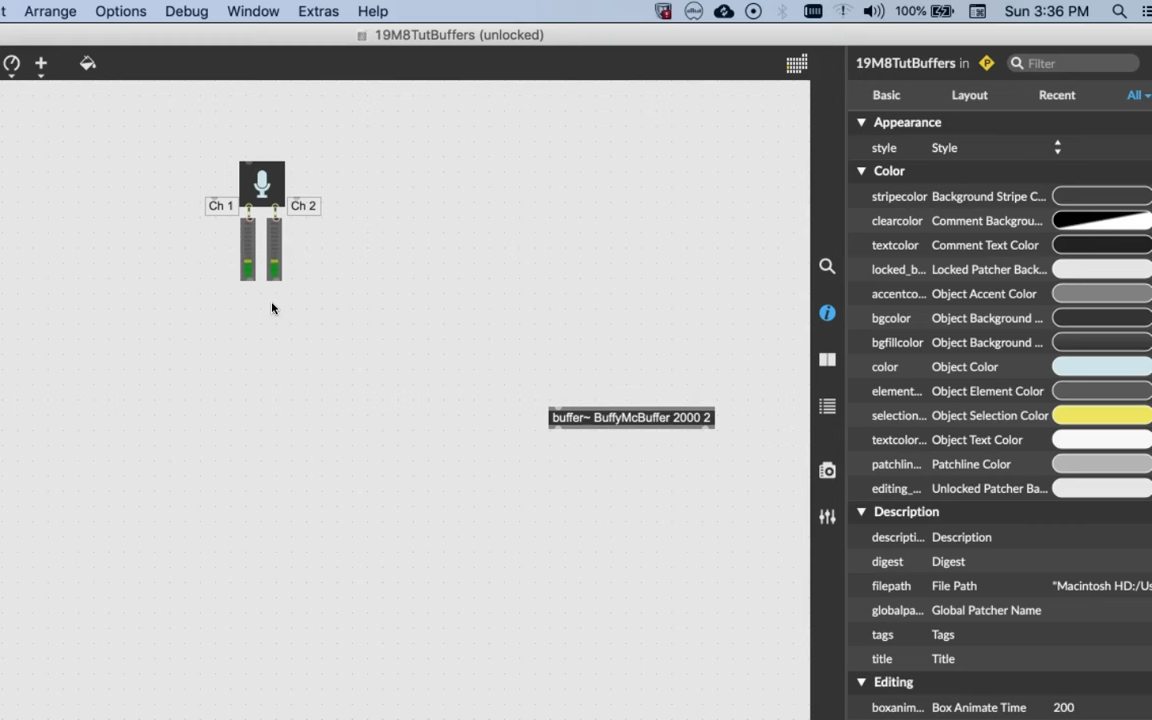 t Arrange Options Debug Window Extras Help 100% Sun 3:36 PM
19M8TutBuffers (unlocked)
19M8TutBuffers in P Filter
Basic Layout Recent All
Appearance
style Style
Color
stripecolor Background Stripe C...
clearcolor Comment Backgrou...
textcolor Comment Text Color
locked_b... Locked Patcher Back...
accentco... Object Accent Color
bgcolor Object Background ...
bgfillcolor Object Background ...
color Object Color
element... Object Element Color
selection... Object Selection Color
textcolor... Object Text Color
patchlin... Patchline Color
editing_... Unlocked Patcher Ba...
Description
descripti... Description
digest Digest
filepath File Path "Macintosh HD:/Us
globalpa... Global Patcher Name
tags Tags
title Title
Editing
boxanim... Box Animate Time 200
Ch 1 Ch 2
buffer~ BuffyMcBuffer 2000 2